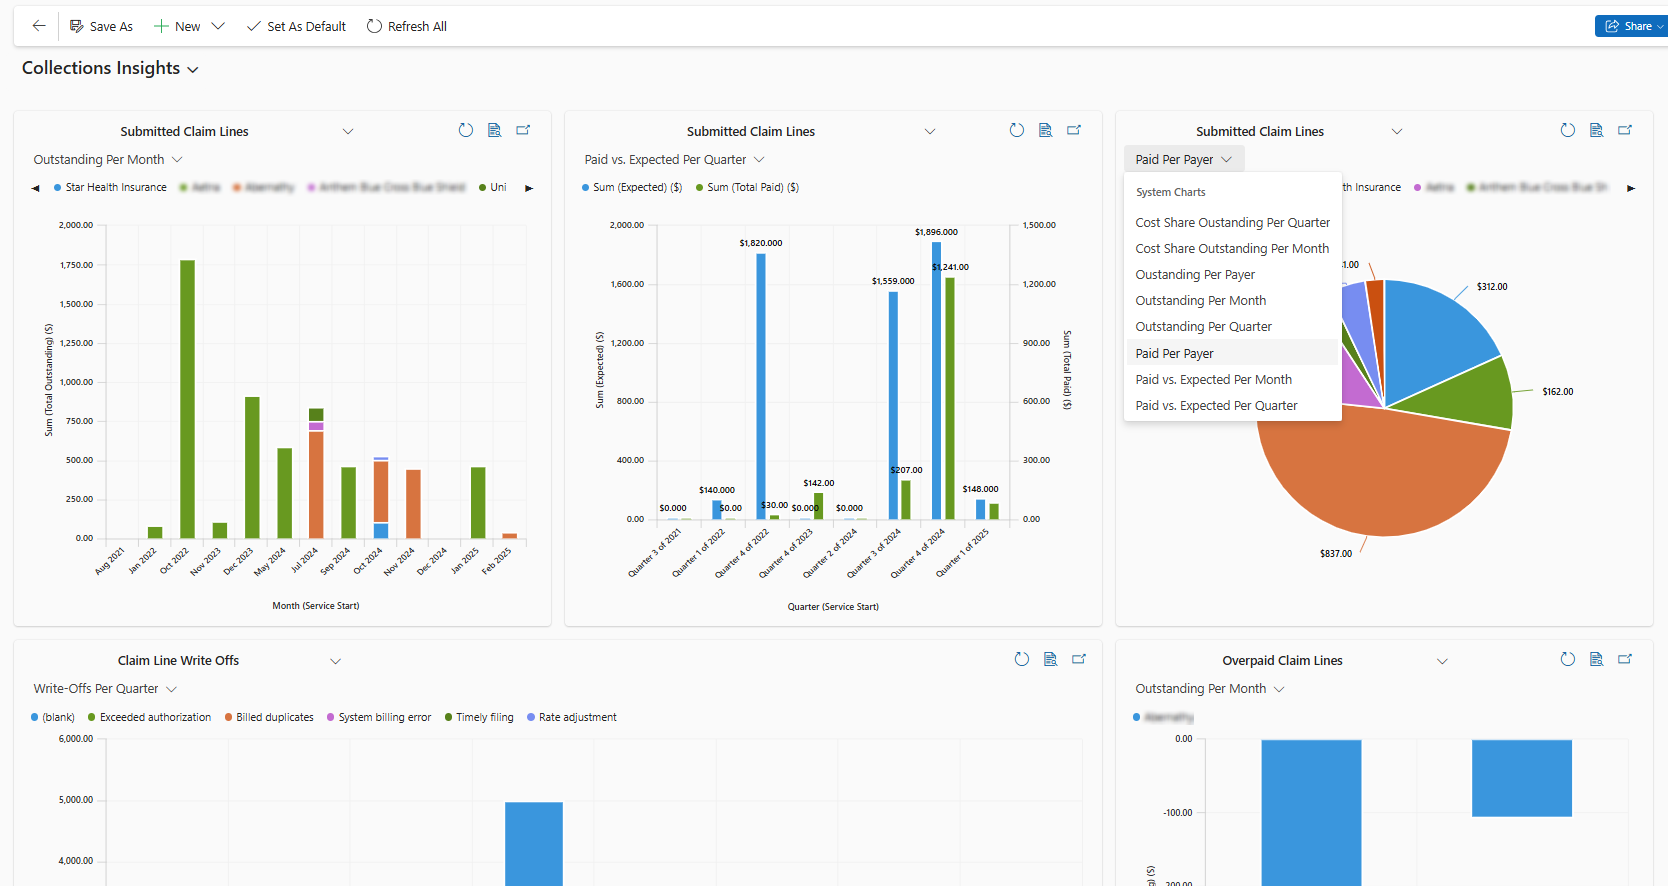 Save As New Set As Default Refresh All Share
Collections Insights
Submitted Claim Lines
Outstanding Per Month
Star Health Insurance Uni
2,000.00
1,750.00
1,500.00
1,250.00
1,000.00
750.00
500.00
250.00
0.00
Sum (Total Outstanding) ($)
Aug 2021 Jan 2022 Oct 2022 Nov 2023 Dec 2023 May 2024 Jul 2024 Sep 2024 Oct 2024 Nov 2024 Dec 2024 Jan 2025 Feb 2025
Month (Service Start)
Submitted Claim Lines
Paid vs. Expected Per Quarter
Sum (Expected) ($) Sum (Total Paid) ($)
2,000.00
1,600.00
1,200.00
800.00
400.00
0.00
Sum (Expected) ($)
1,500.00
1,200.00
900.00
600.00
300.00
0.00
Sum (Total Paid) ($)
$0.000
$140.000
$0.00
$1,820.000
$30.00
$0.000
$142.00
$0.000
$1,559.000
$207.00
$1,896.000
$1,241.00
$148.000
Quarter 3 of 2021 Quarter 1 of 2022 Quarter 4 of 2022 Quarter 4 of 2023 Quarter 2 of 2024 Quarter 3 of 2024 Quarter 4 of 2024 Quarter 1 of 2025
Quarter (Service Start)
Submitted Claim Lines
Paid Per Payer
th Insurance
System Charts
Cost Share Oustanding Per Quarter
Cost Share Outstanding Per Month
Oustanding Per Payer
Outstanding Per Month
Outstanding Per Quarter
Paid Per Payer
Paid vs. Expected Per Month
Paid vs. Expected Per Quarter
1.00
$312.00
$162.00
$837.00
Claim Line Write Offs
Write-Offs Per Quarter
(blank) Exceeded authorization Billed duplicates System billing error Timely filing Rate adjustment
6,000.00
5,000.00
4,000.00
Overpaid Claim Lines
Outstanding Per Month
0.00
-100.00
g) ($)